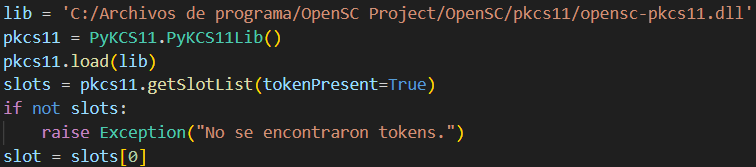 lib = 'C:/Archivos de programa/OpenSC Project/OpenSC/pkcs11/opensc-pkcs11.dll'
pkcs11 = PyKCS11.PyKCS11Lib()
pkcs11.load(lib)
slots = pkcs11.getSlotList(tokenPresent=True)
if not slots:
    raise Exception("No se encontraron tokens.")
slot = slots[0]